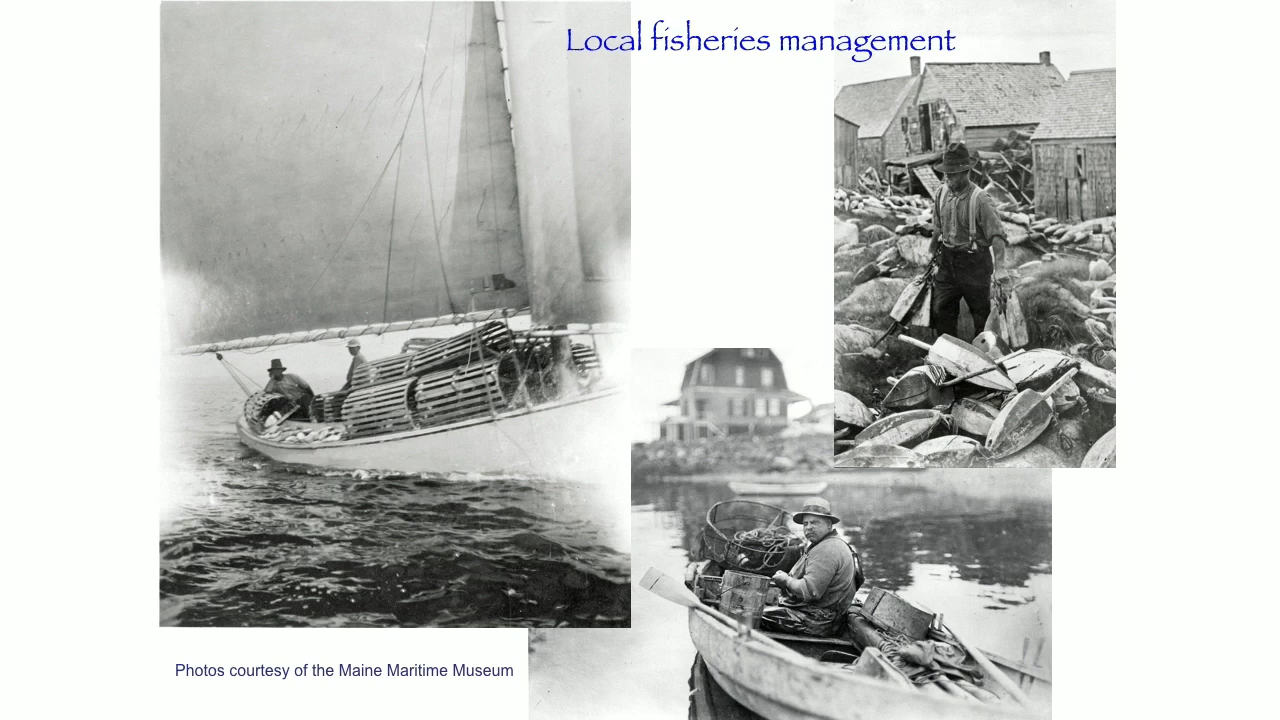 Local fisheries management
Photos courtesy of the Maine Maritime Museum